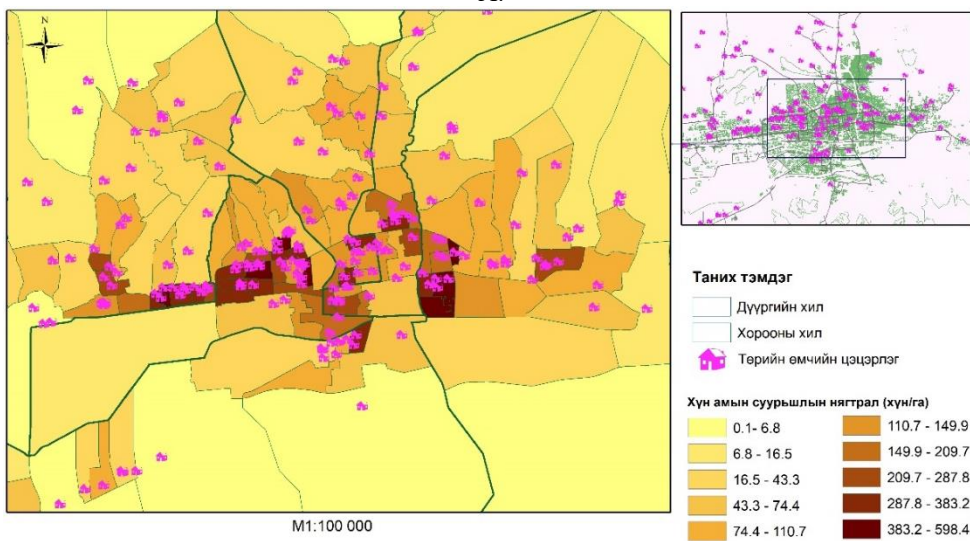 N
M1:100 000
Таних тэмдэг
Дүүргийн хил
Хорооны хил
Төрийн өмчийн цэцэрлэг
Хүн амын суурьшлын нягтрал (хүн/га)
0.1- 6.8
6.8 - 16.5
16.5 - 43.3
43.3 - 74.4
74.4 - 110.7
110.7 - 149.9
149.9 - 209.7
209.7 - 287.8
287.8 - 383.2
383.2 - 598.4